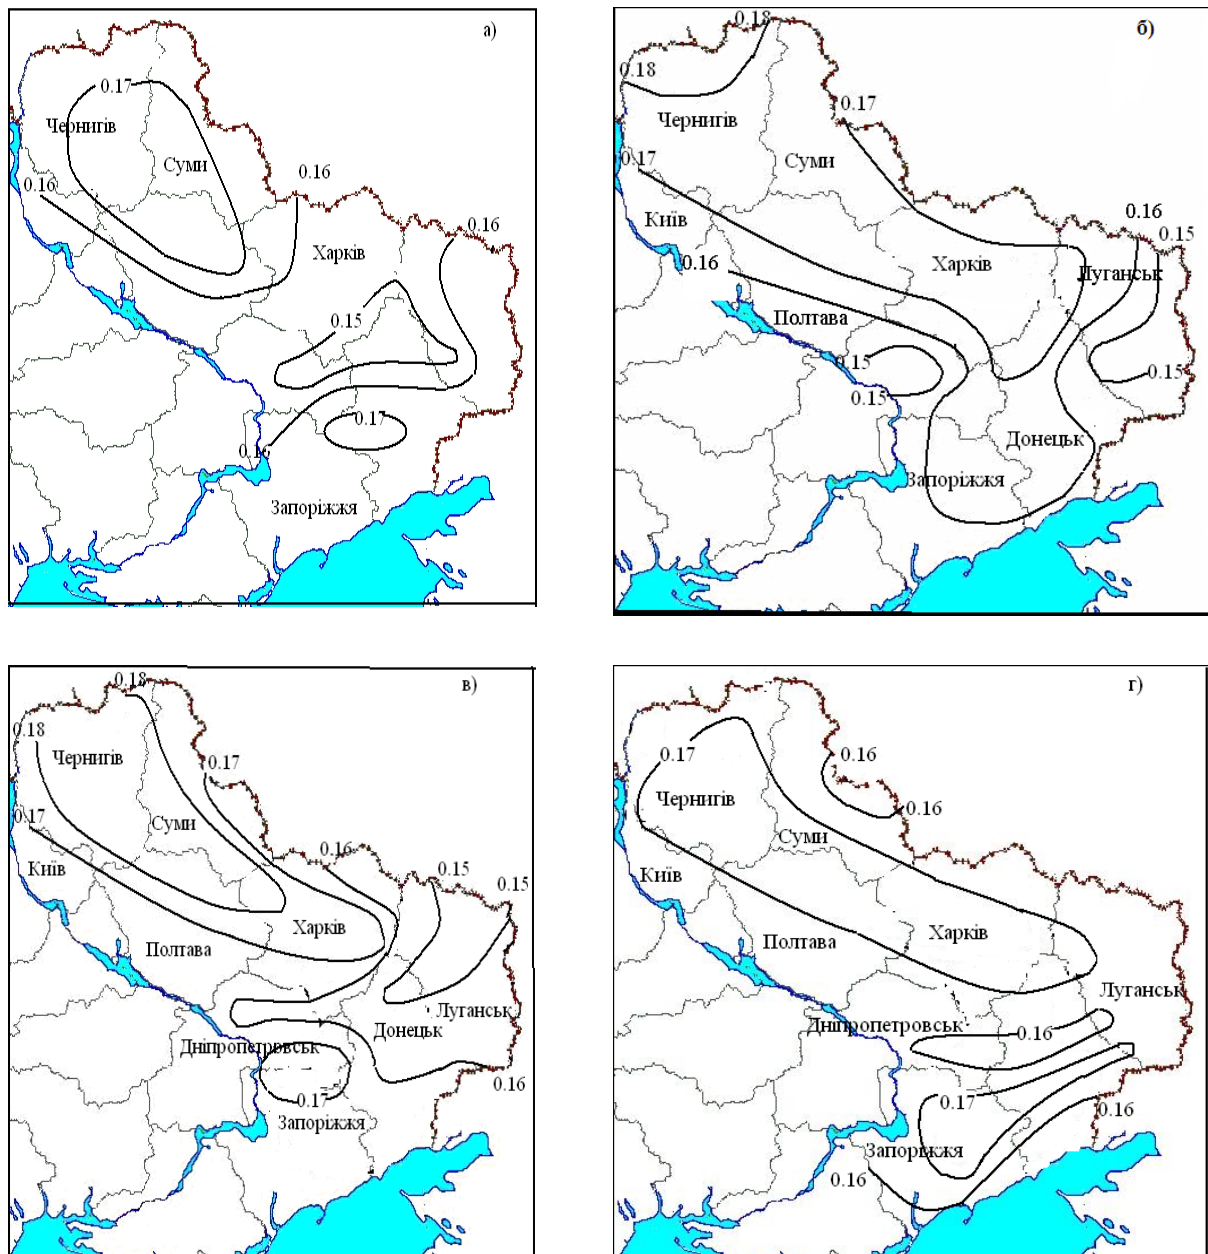 а)
0.17
Чернигів
Суми
0.16
0.16
0.16
Харків
0.15
0.17
0.16
Запоріжжя
б)
0.18
0.18
0.17
Чернигів
Суми
0.17
Київ
0.16
0.15
Харків
Луганськ
0.16
Полтава
0.15
0.15
0.15
Донецьк
Запоріжжя
в)
0.18
0.18
Чернигів
0.17
0.17
Суми
0.16
Київ
0.15
0.15
Харків
Полтава
Луганськ
Донецьк
Дніпропетровськ
0.16
0.17
Запоріжжя
г)
0.17
0.16
Чернигів
0.16
Суми
Київ
Харків
Полтава
Луганськ
Дніпропетровськ
0.16
0.17
0.16
Запоріжжя
0.16